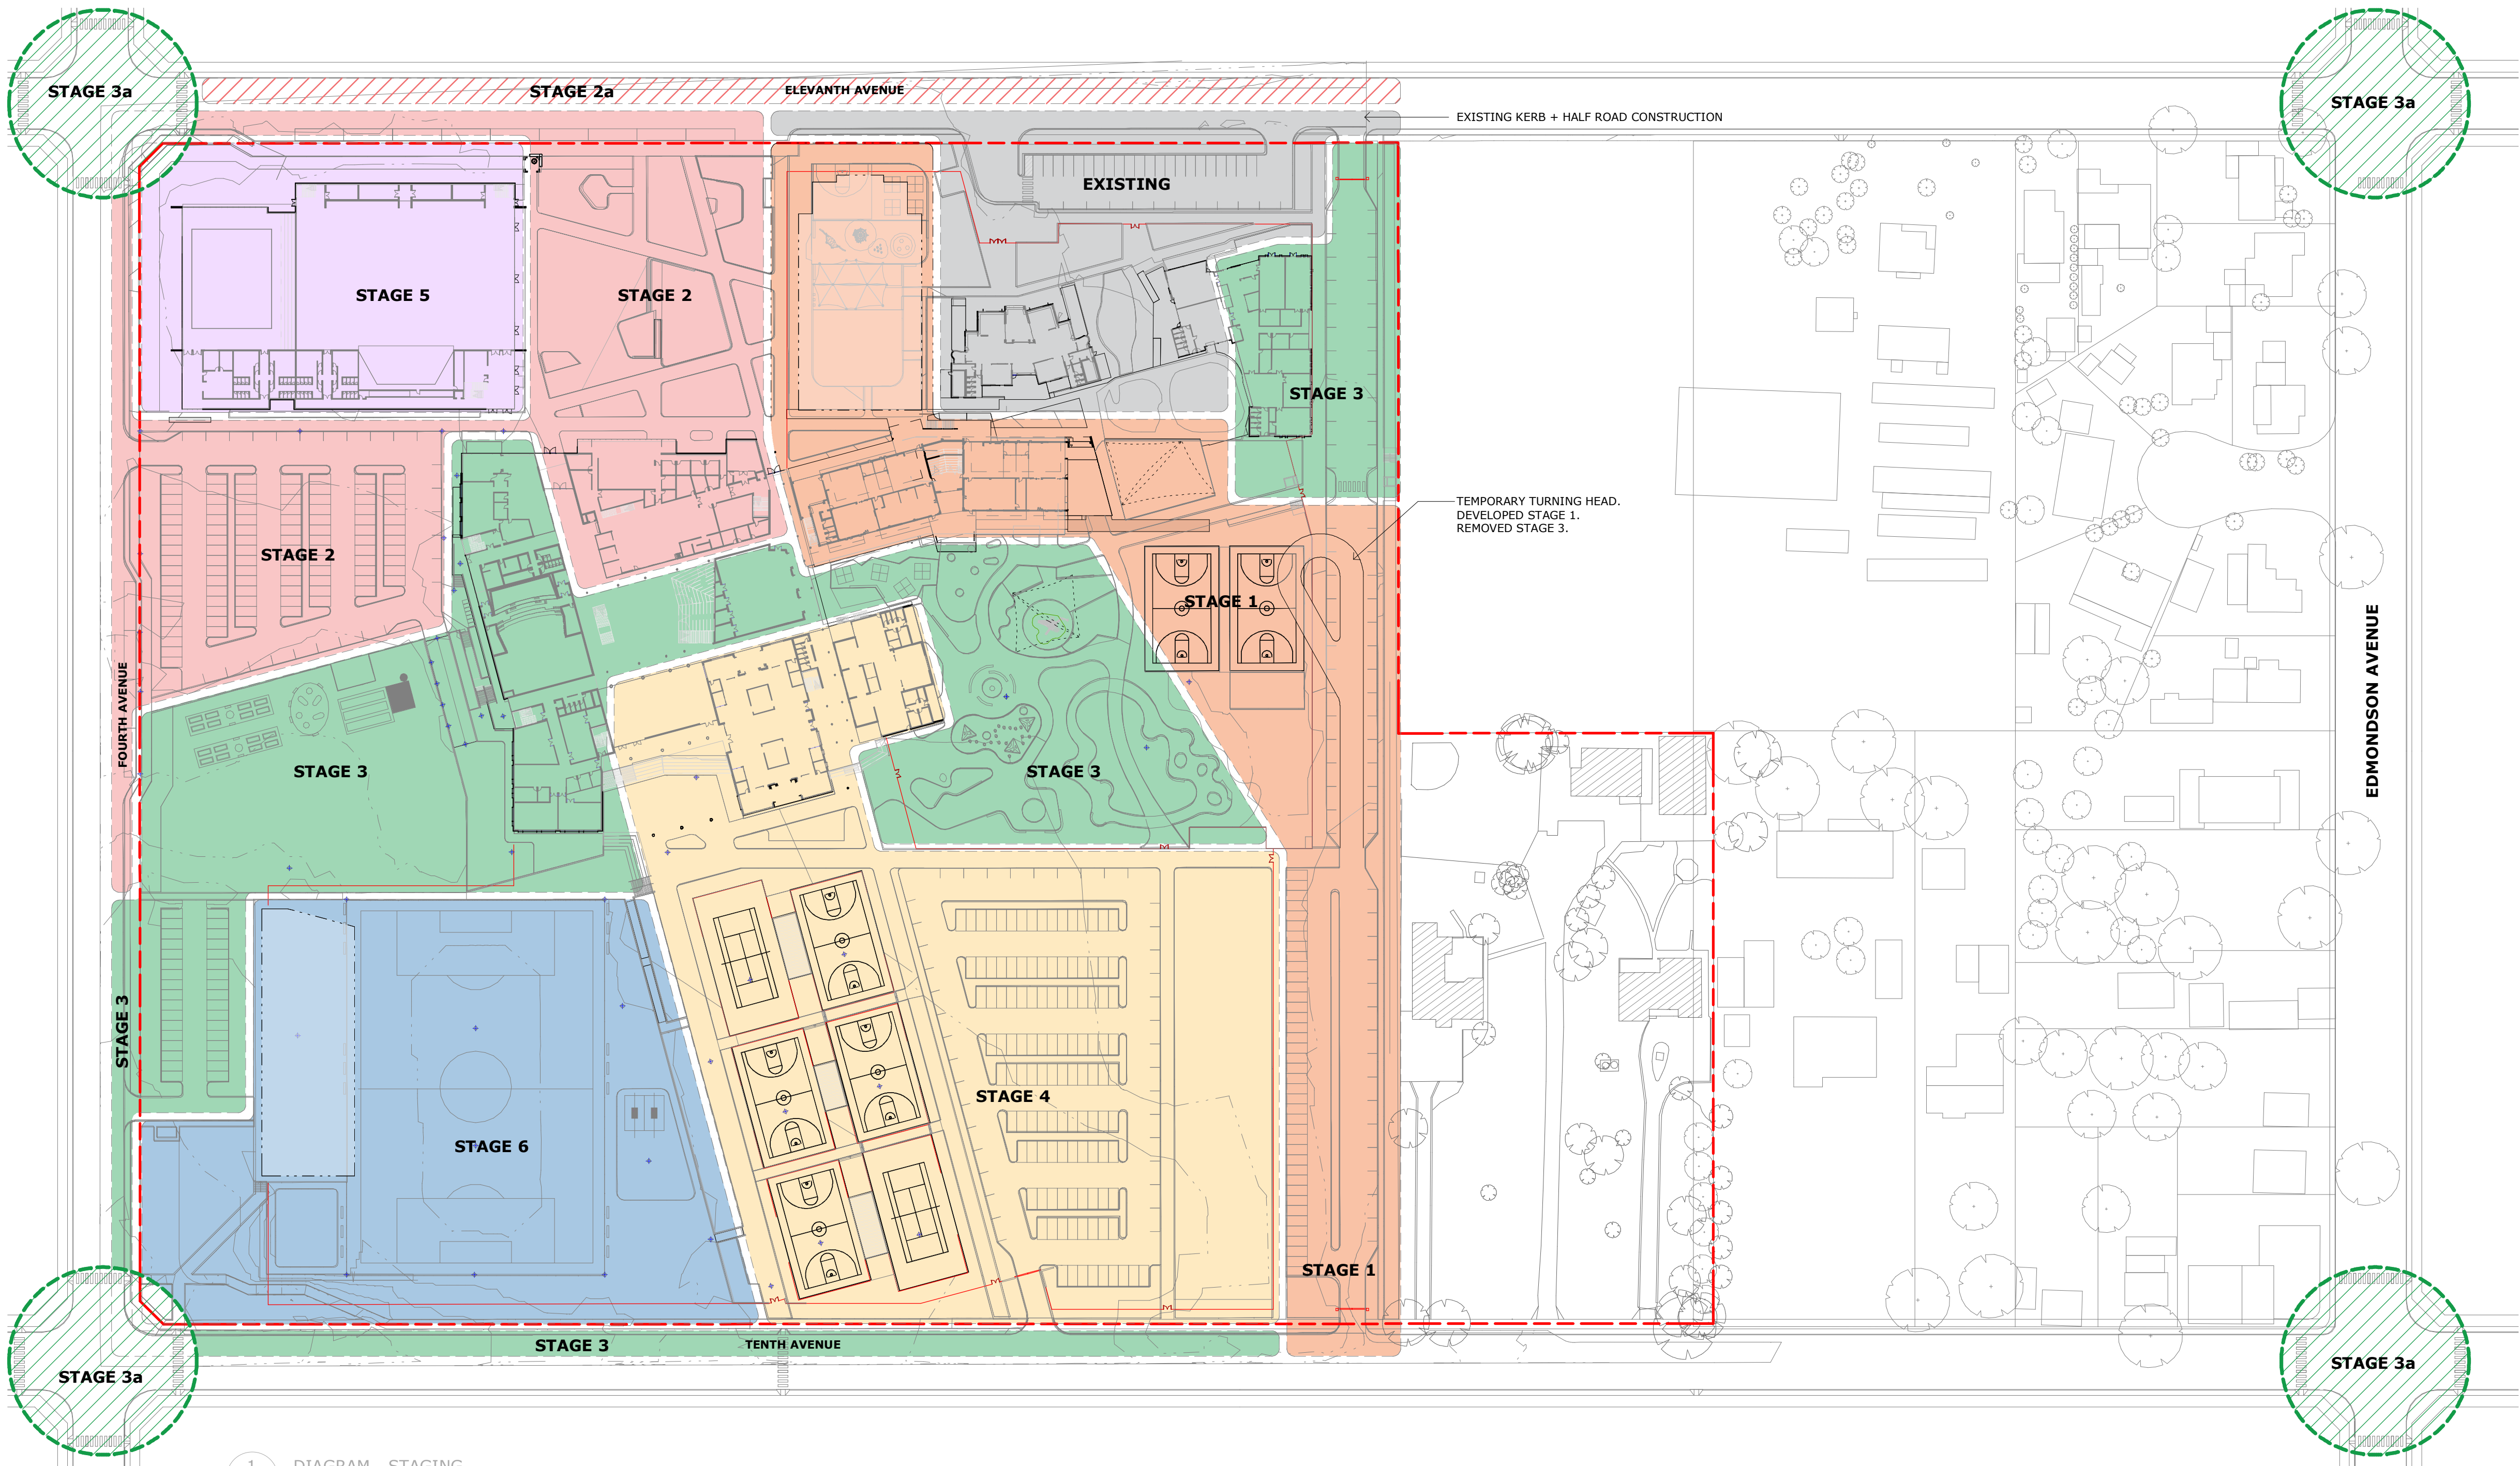 STAGE 3a
STAGE 2a
ELEVANTH AVENUE
STAGE 3a
EXISTING KERB + HALF ROAD CONSTRUCTION
EXISTING
STAGE 5
STAGE 2
STAGE 3
TEMPORARY TURNING HEAD.
DEVELOPED STAGE 1.
REMOVED STAGE 3.
STAGE 2
STAGE 1
EDMONDSON AVENUE
FOURTH AVENUE
STAGE 3
STAGE 3
STAGE 3
STAGE 4
STAGE 6
STAGE 1
STAGE 3
TENTH AVENUE
STAGE 3a
STAGE 3a
1
DIAGRAM - STAGING